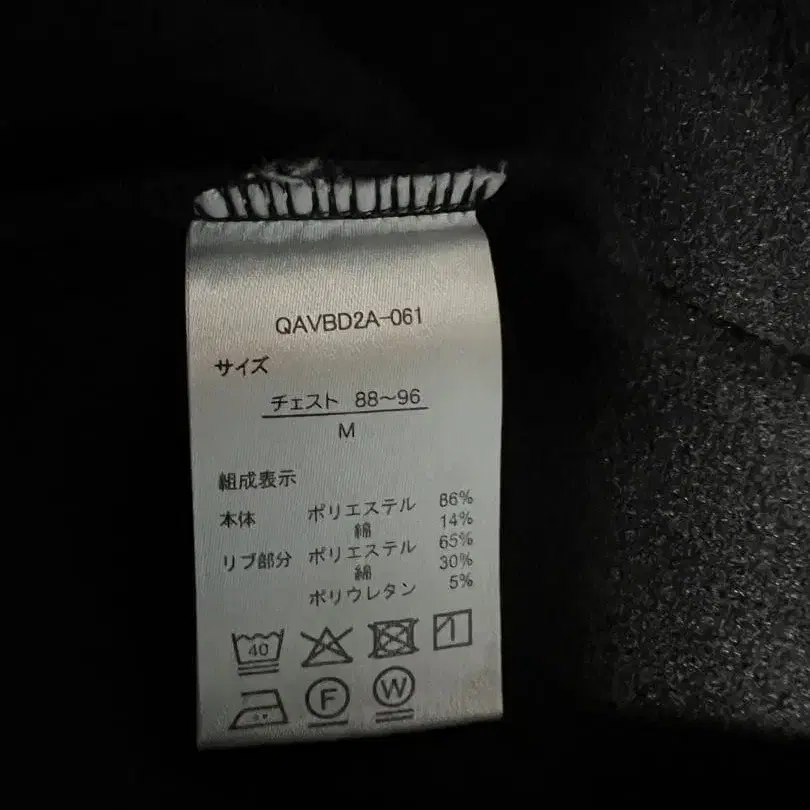 QAVBD2A-061
サイズ
チェスト 88～96
M
組成表示
本体 ポリエステル 86%
綿 14%
リブ部分 ポリエステル 65%
綿 30%
ポリウレタン 5%
40
F W